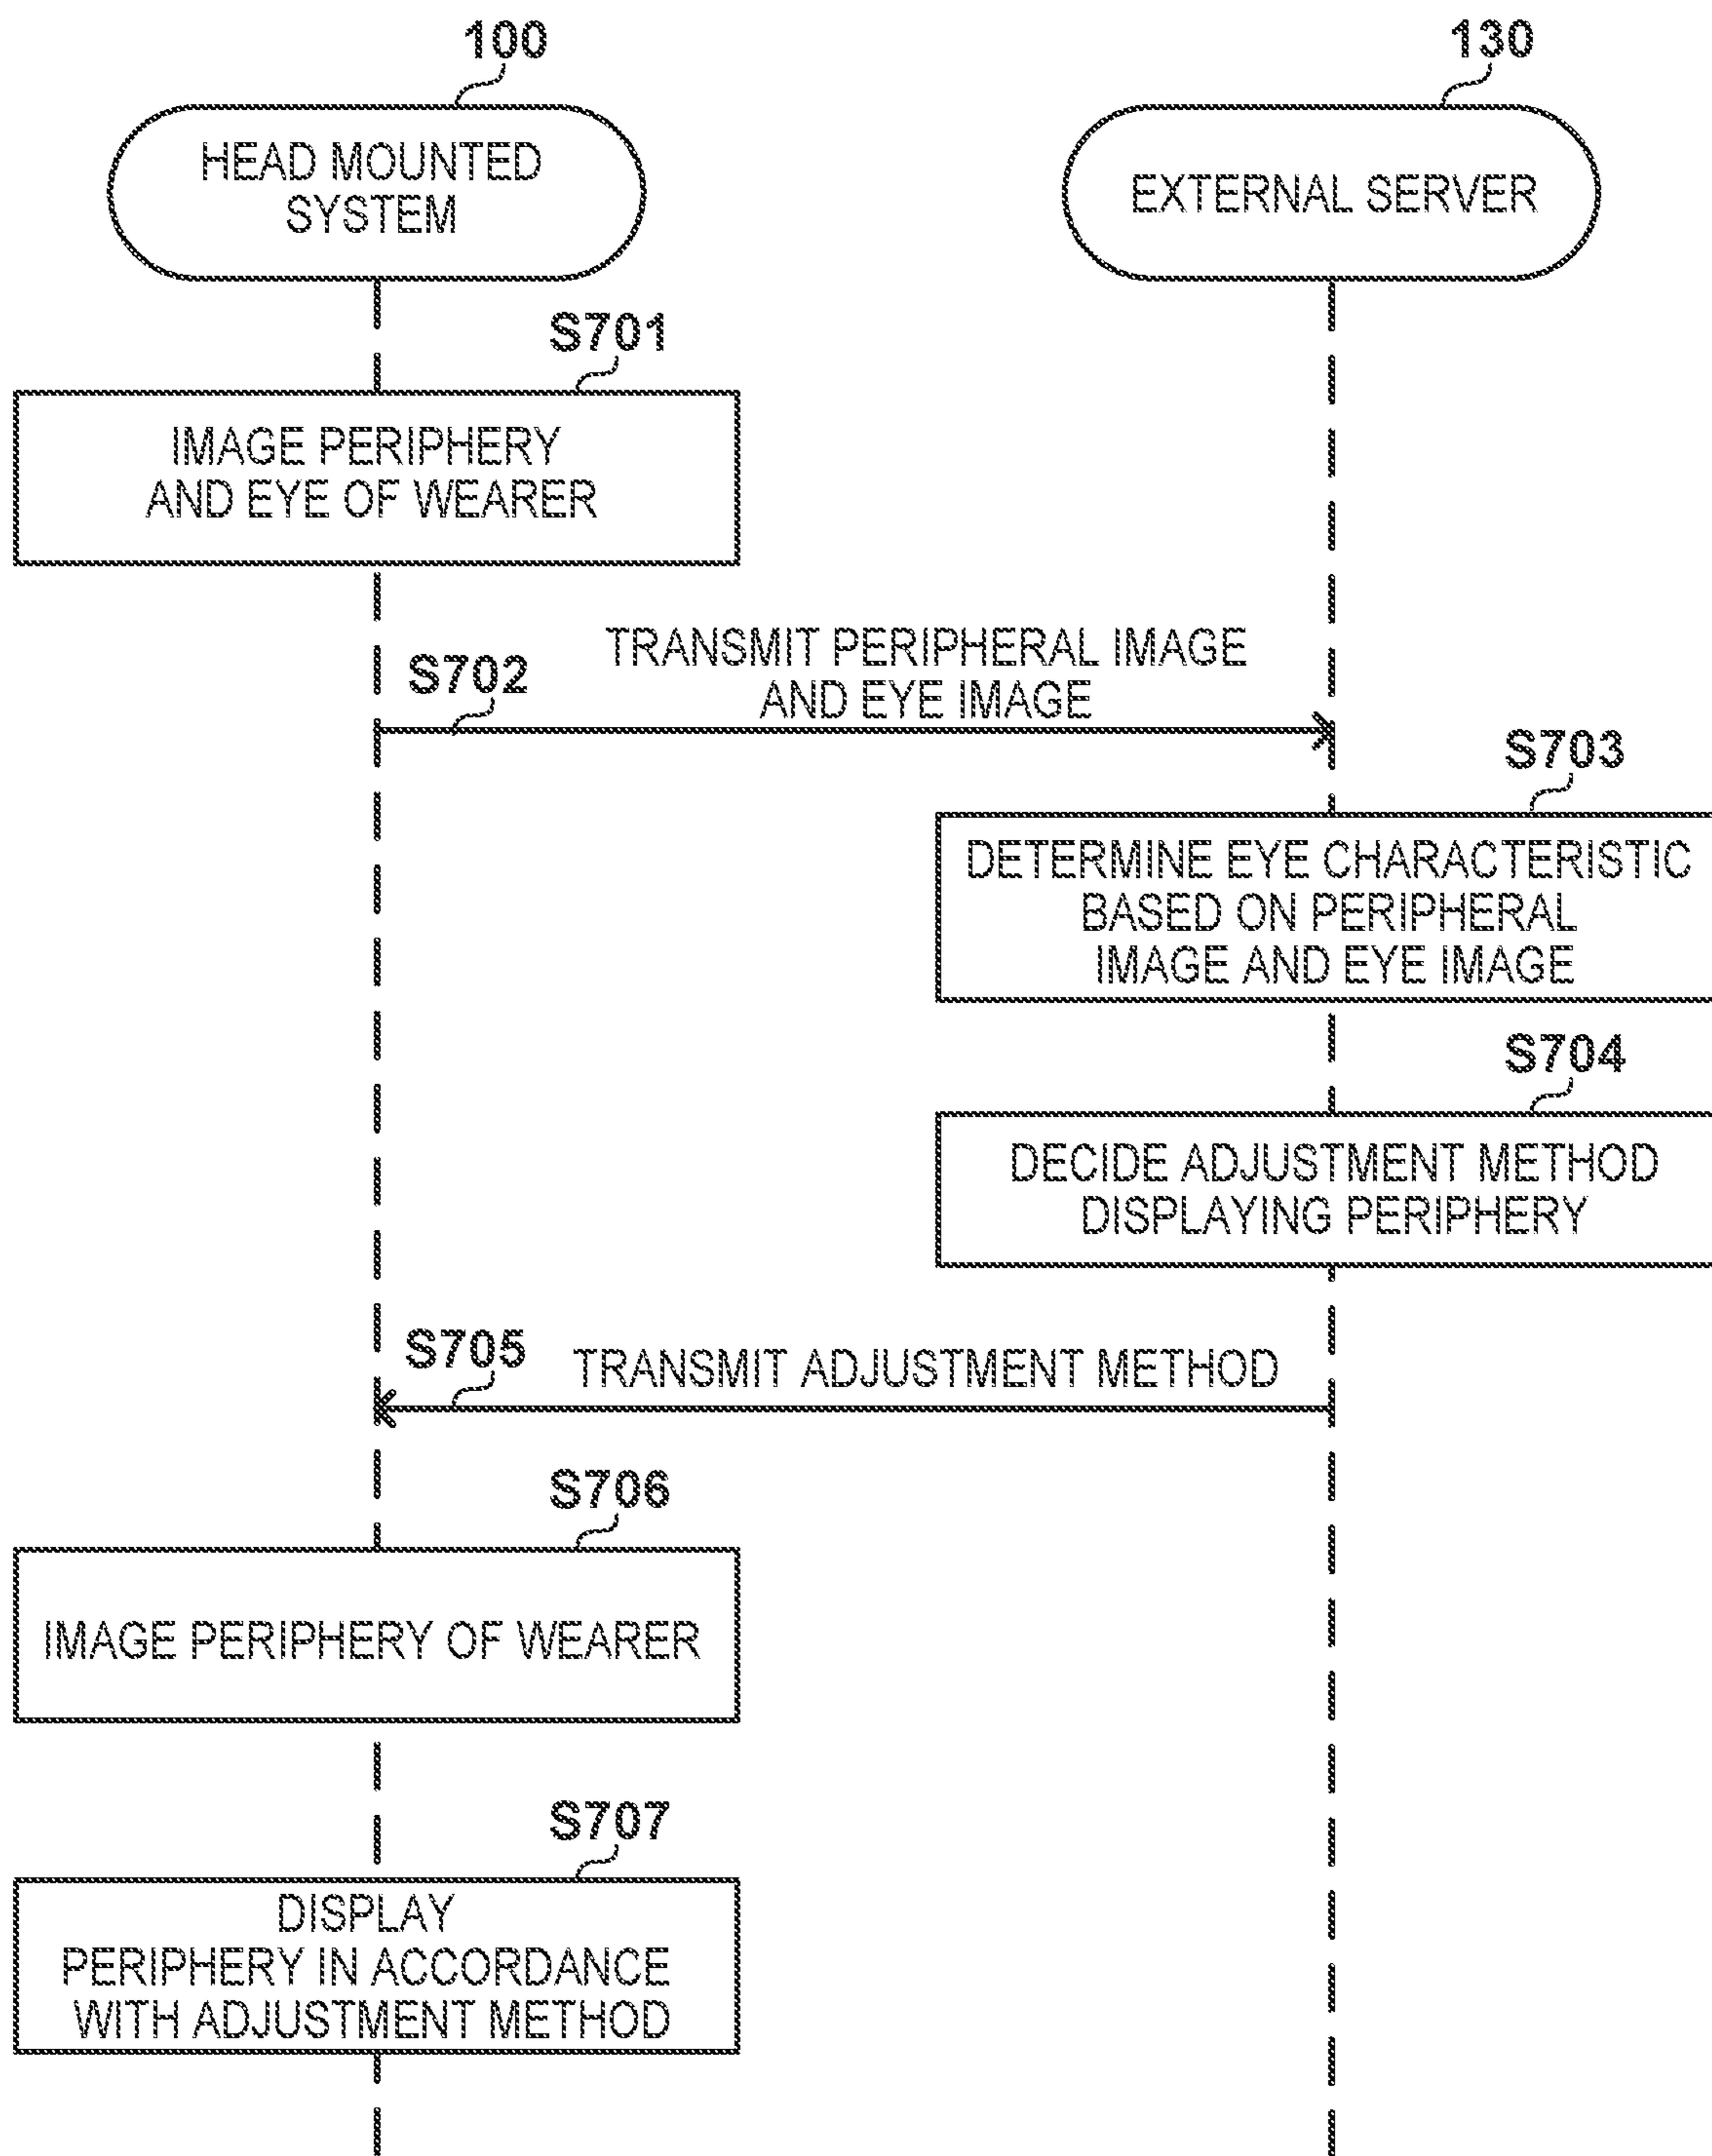 100
130
HEAD MOUNTED
SYSTEM
EXTERNAL SERVER
S701
IMAGE PERIPHERY
AND EYE OF WEARER
S702
TRANSMIT PERIPHERAL IMAGE
AND EYE IMAGE
S703
DETERMINE EYE CHARACTERISTIC
BASED ON PERIPHERAL
IMAGE AND EYE IMAGE
S704
DECIDE ADJUSTMENT METHOD
DISPLAYING PERIPHERY
S705
TRANSMIT ADJUSTMENT METHOD
S706
IMAGE PERIPHERY OF WEARER
S707
DISPLAY
PERIPHERY IN ACCORDANCE
WITH ADJUSTMENT METHOD